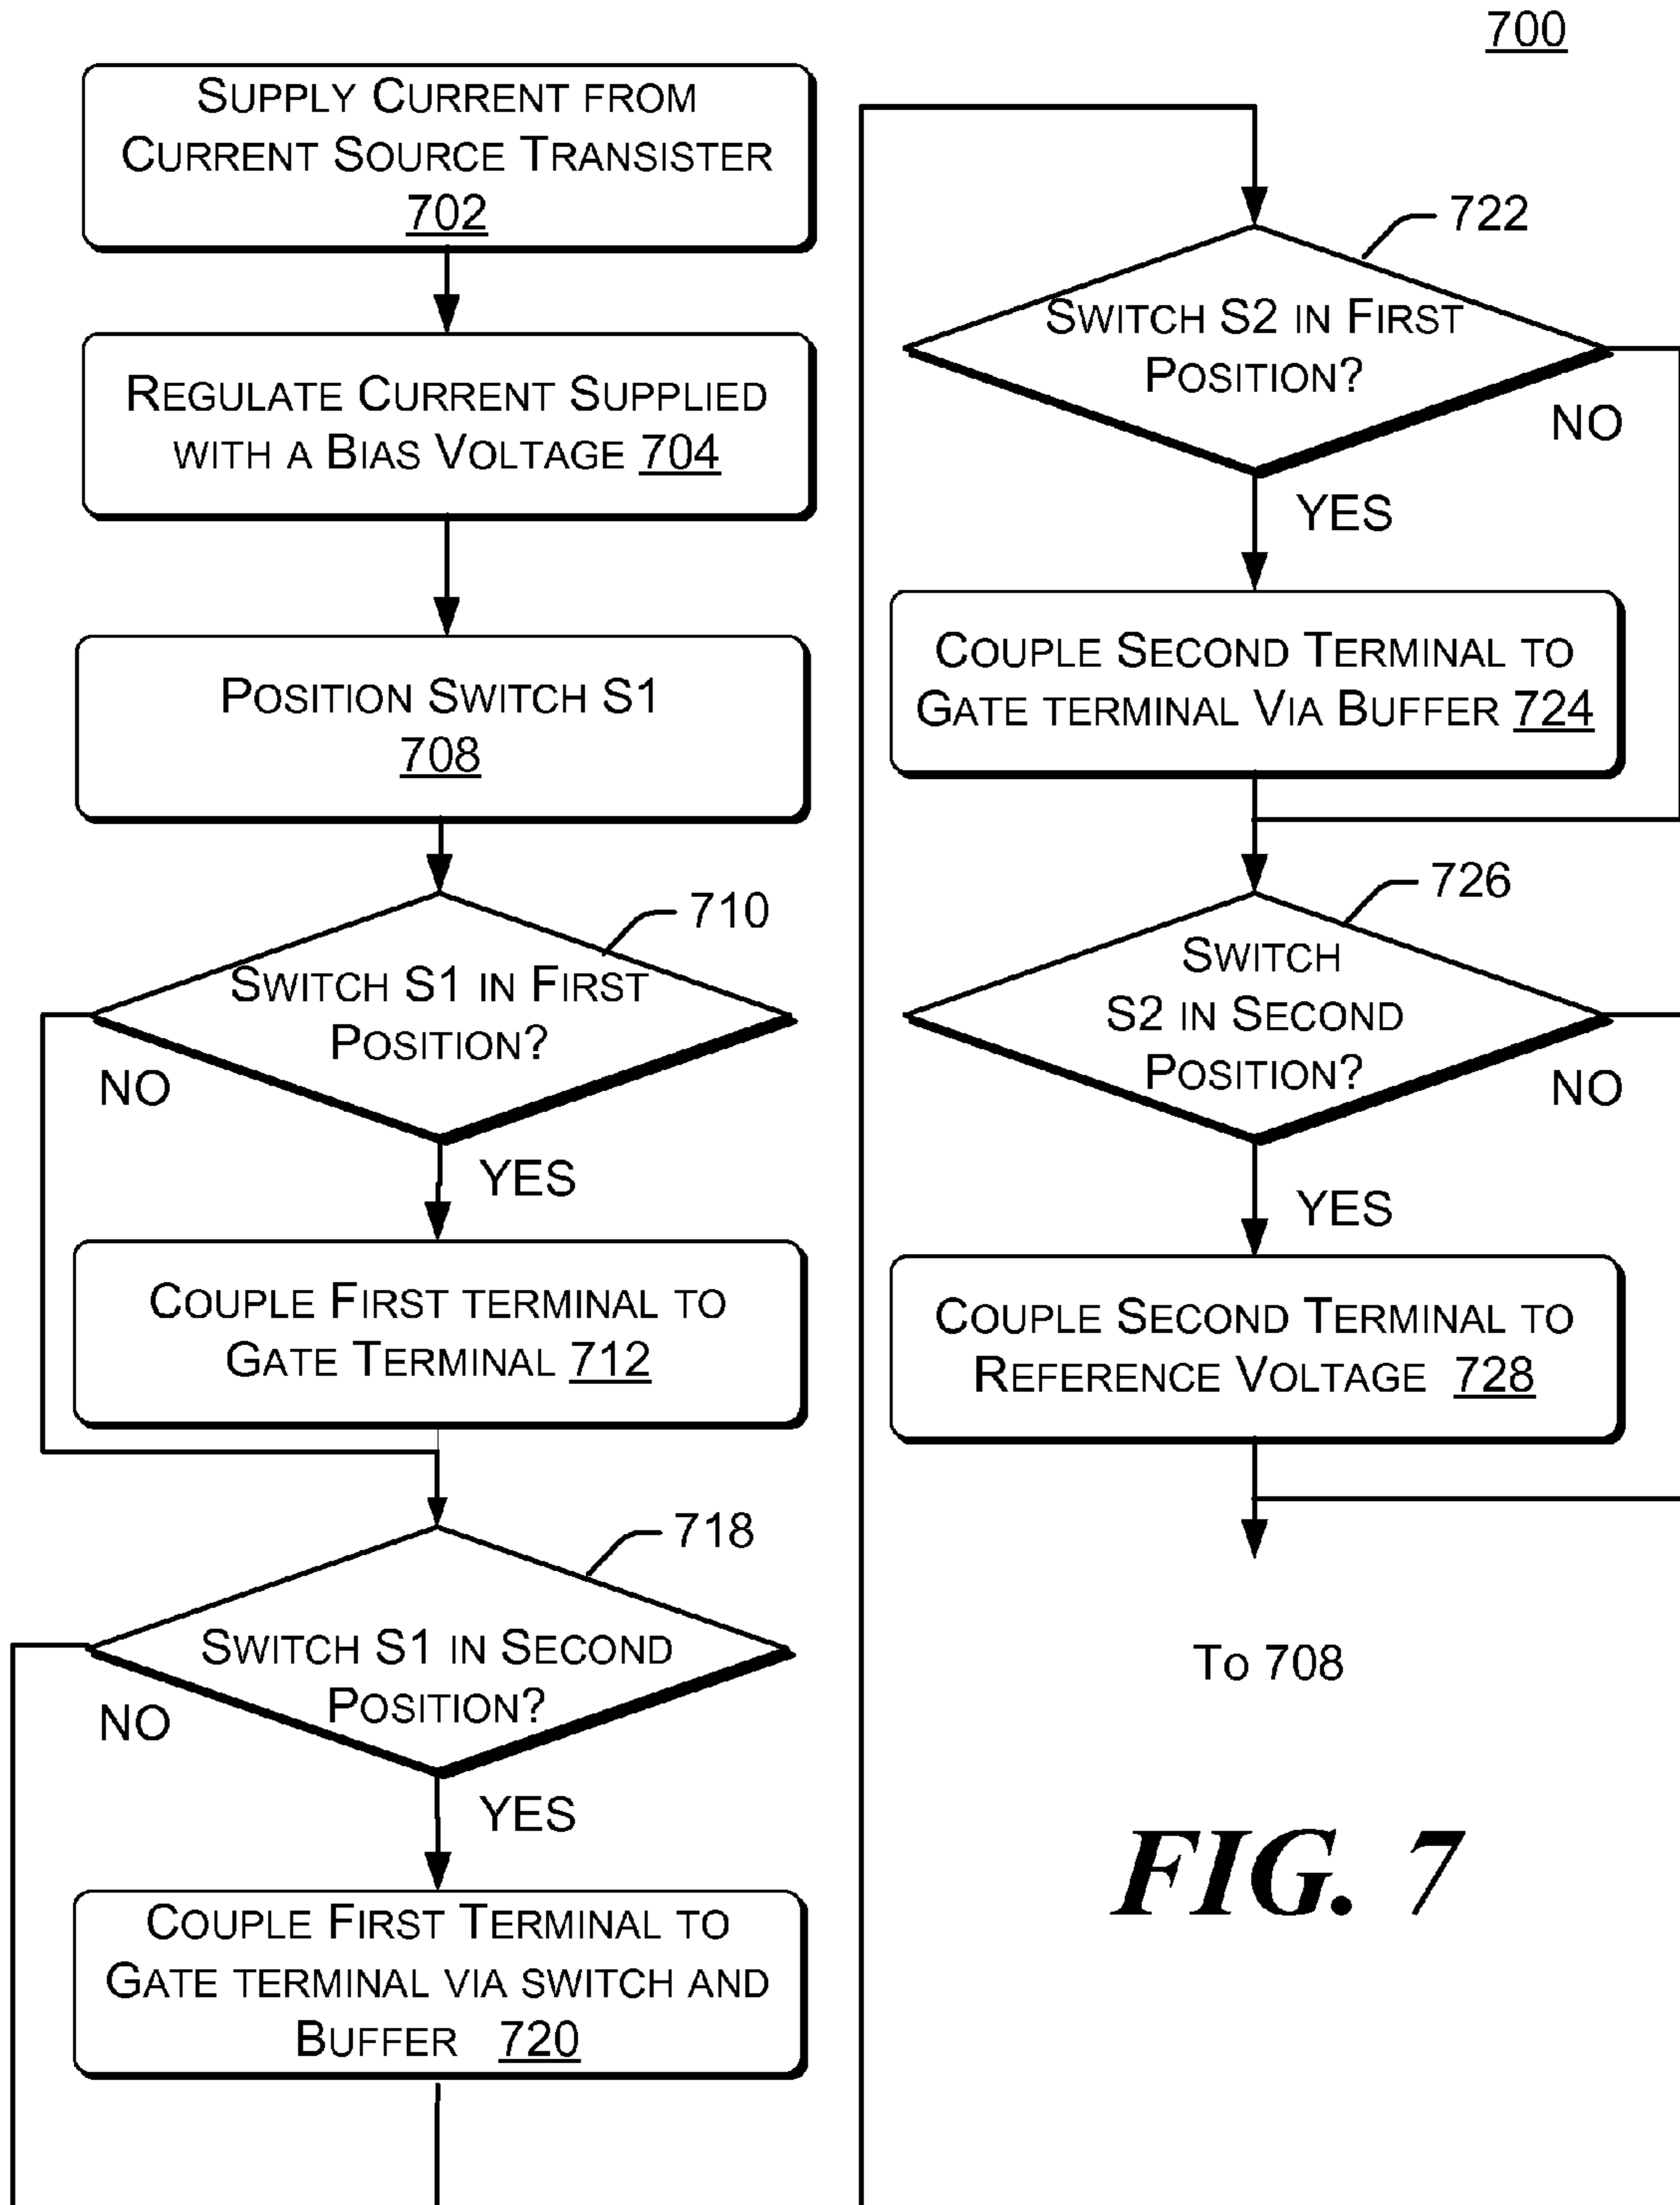 700
SUPPLY CURRENT FROM
CURRENT SOURCE TRANSISTER
702
REGULATE CURRENT SUPPLIED
WITH A BIAS VOLTAGE 704
POSITION SWITCH S1
708
710
SWITCH S1 IN FIRST
POSITION?
NO
YES
COUPLE FIRST TERMINAL TO
GATE TERMINAL 712
718
SWITCH S1 IN SECOND
POSITION?
NO
YES
COUPLE FIRST TERMINAL TO
GATE TERMINAL VIA SWITCH AND
BUFFER 720
722
SWITCH S2 IN FIRST
POSITION?
NO
YES
COUPLE SECOND TERMINAL TO
GATE TERMINAL VIA BUFFER 724
726
SWITCH
S2 IN SECOND
POSITION?
NO
YES
COUPLE SECOND TERMINAL TO
REFERENCE VOLTAGE 728
To 708
FIG. 7